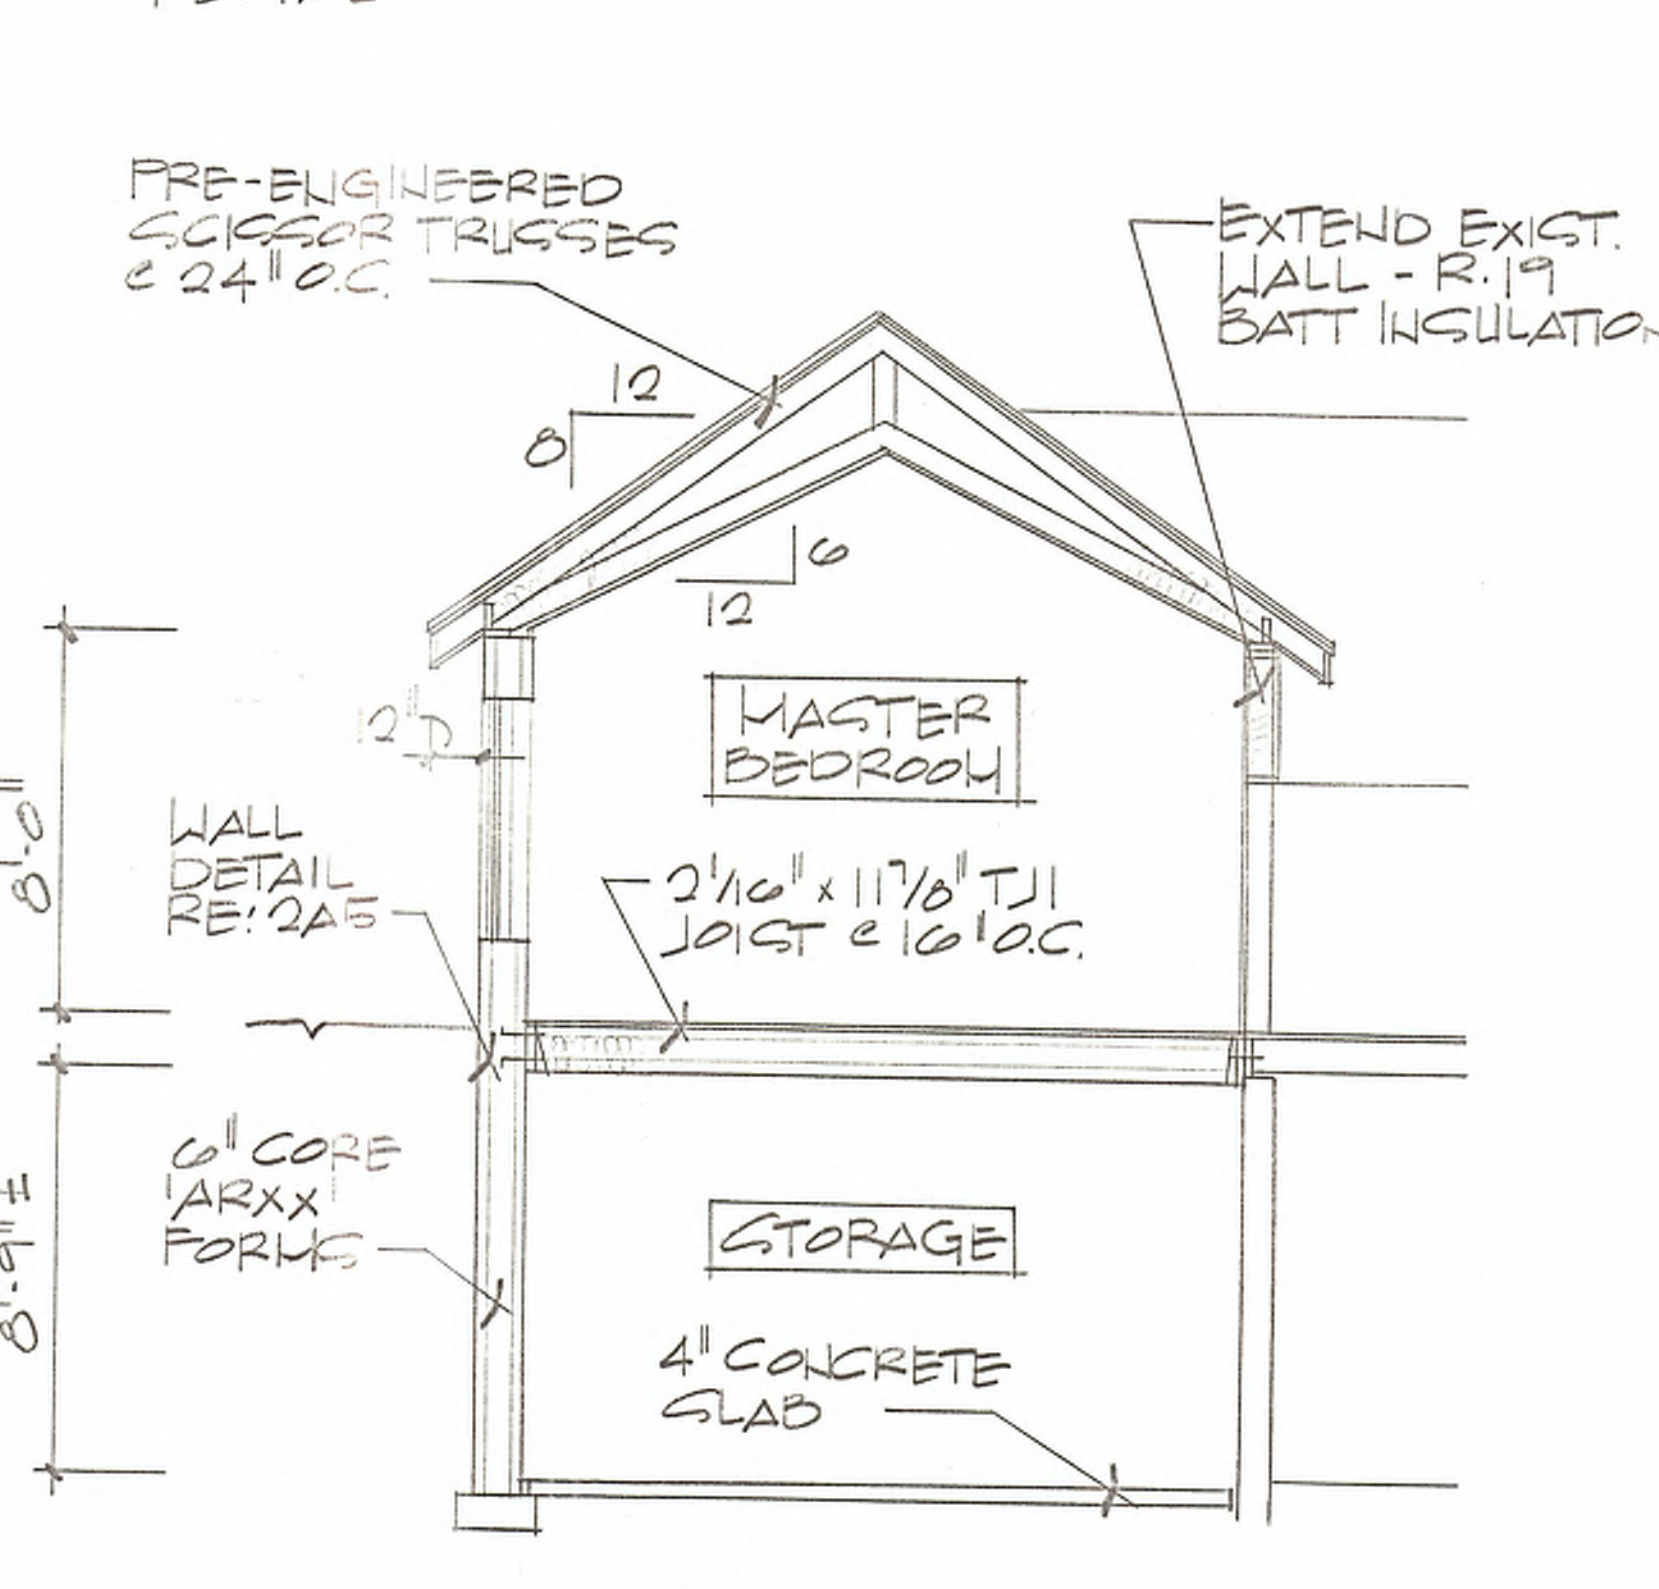 PRE-ENGINEERED
SCISSOR TRUSSES
@ 24" O.C.
EXTEND EXIST.
WALL - R.19
BATT INSULATION
12
8
6
12
MASTER
BEDROOM
12"
8'-0"
WALL
DETAIL
RE: 2A5
2 1/16" x 11 7/8" TJI
JOIST @ 16" O.C.
6" CORE
'ARXX'
FORMS
8'-9" ±
STORAGE
4" CONCRETE
SLAB